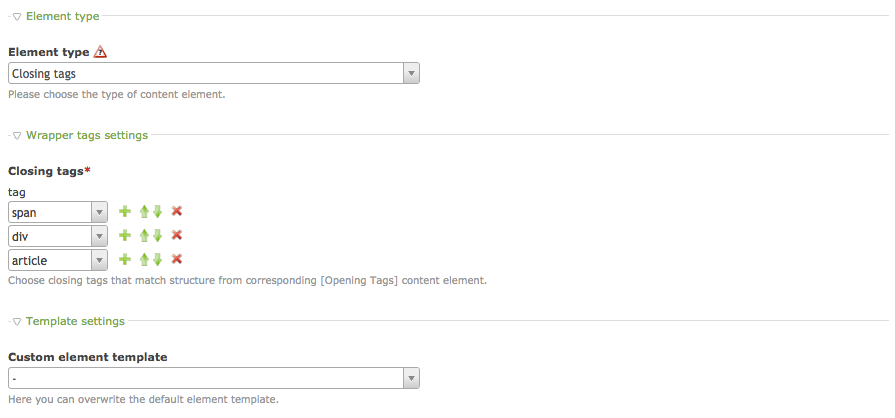 Element type
Element type
Closing tags
Please choose the type of content element.
Wrapper tags settings
Closing tags*
tag
span
div
article
Choose closing tags that match structure from corresponding [Opening Tags] content element.
Template settings
Custom element template
-
Here you can overwrite the default element template.